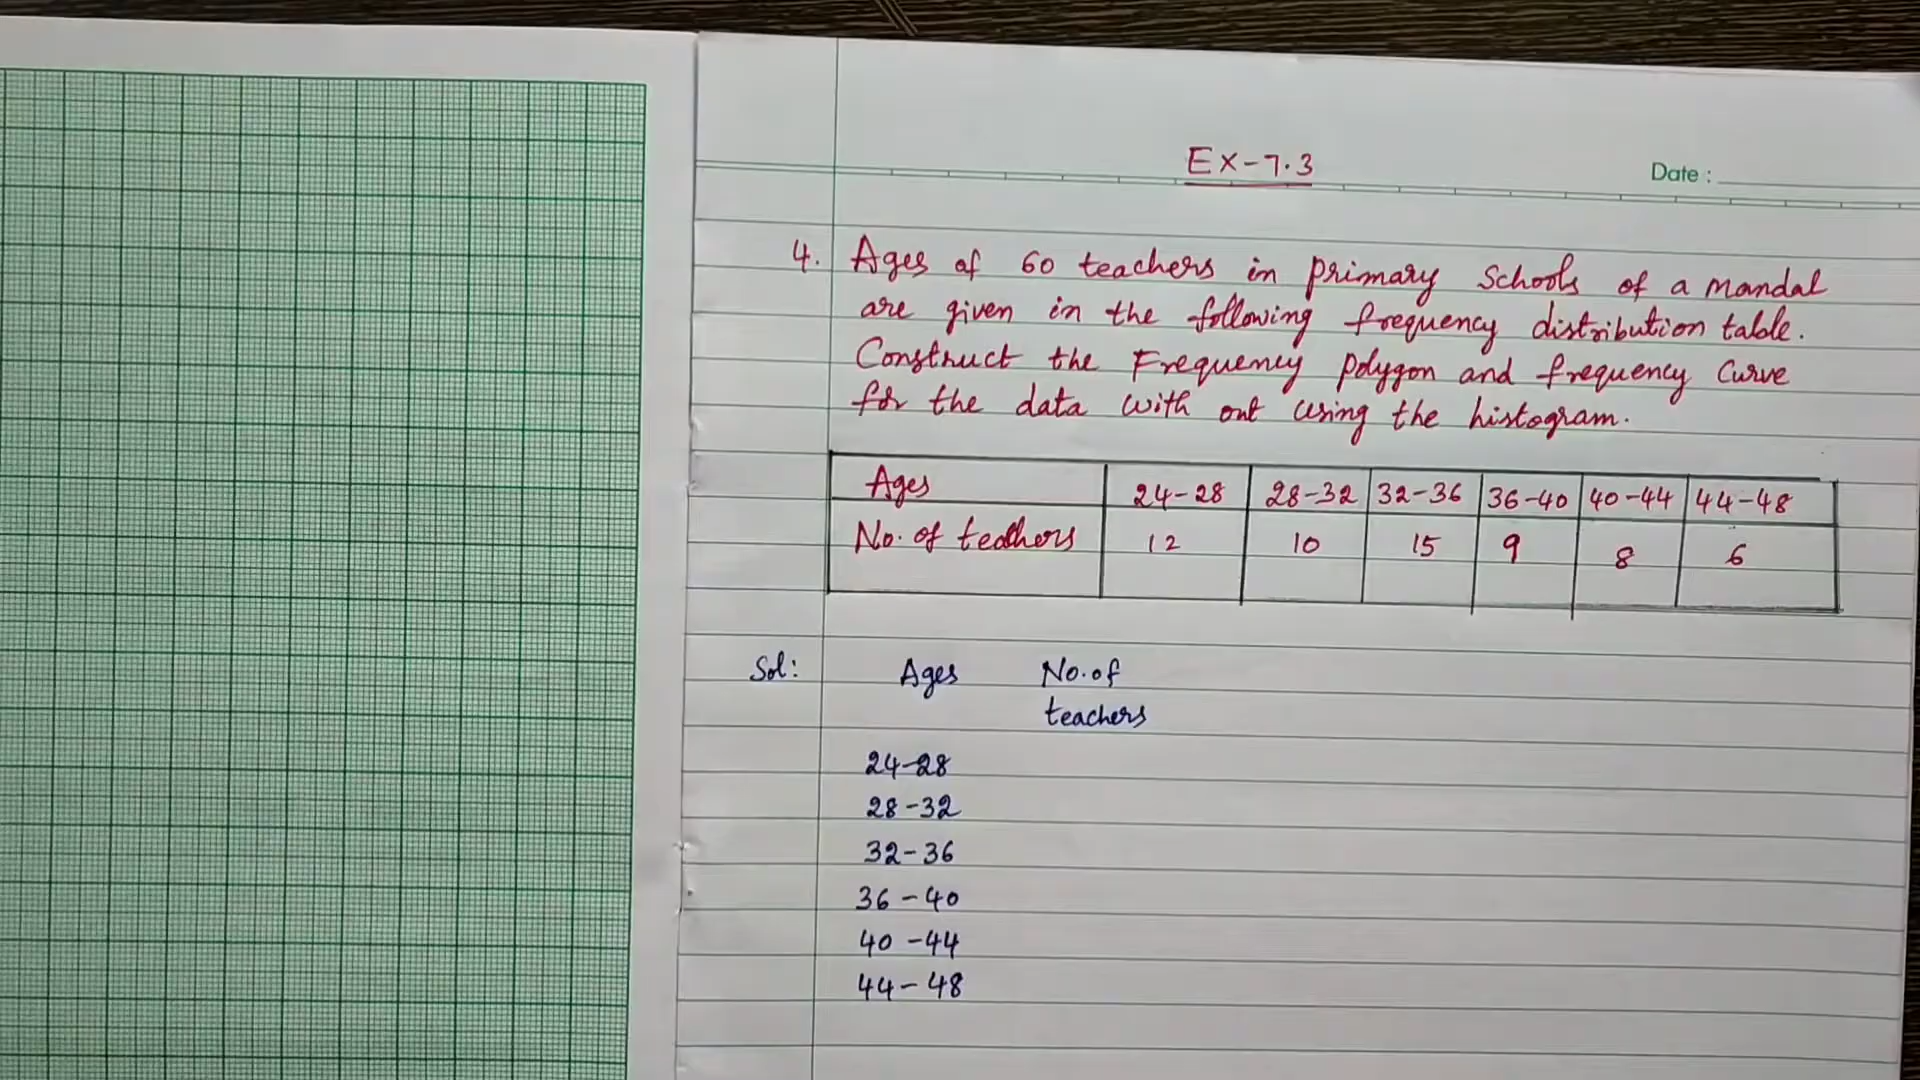 Ex-7.3
Date :
4. Ages of 60 teachers in primary Schools of a mandal
are given in the following frequency distribution table.
Construct the Frequency polygon and frequency Curve
for the data with out using the histogram.
Ages 24-28 28-32 32-36 36-40 40-44 44-48
No. of teachers 12 10 15 9 8 6
Sol: Ages No. of
teachers
24-28
28-32
32-36
36-40
40-44
44-48